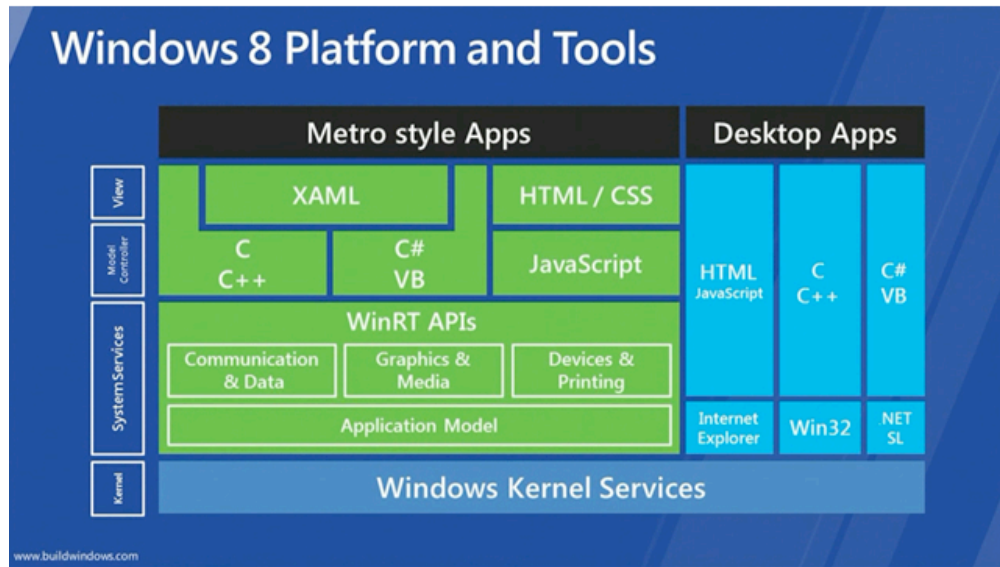 Windows 8 Platform and Tools
Metro style Apps
Desktop Apps
View
XAML
HTML / CSS
Model
Controller
C
C++
C#
VB
JavaScript
HTML
JavaScript
C
C++
C#
VB
System Services
WinRT APIs
Communication
& Data
Graphics &
Media
Devices &
Printing
Application Model
Internet
Explorer
Win32
.NET
SL
Kernel
Windows Kernel Services
www.buildwindows.com